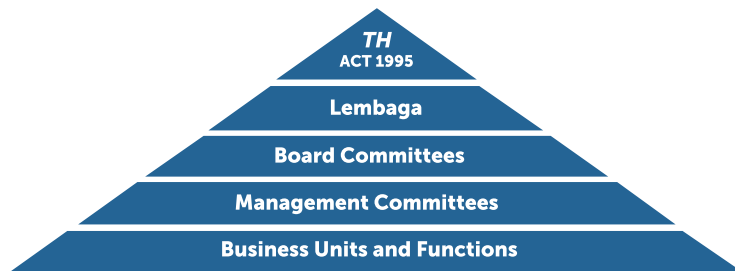 TH
ACT 1995
Lembaga
Board Committees
Management Committees
Business Units and Functions